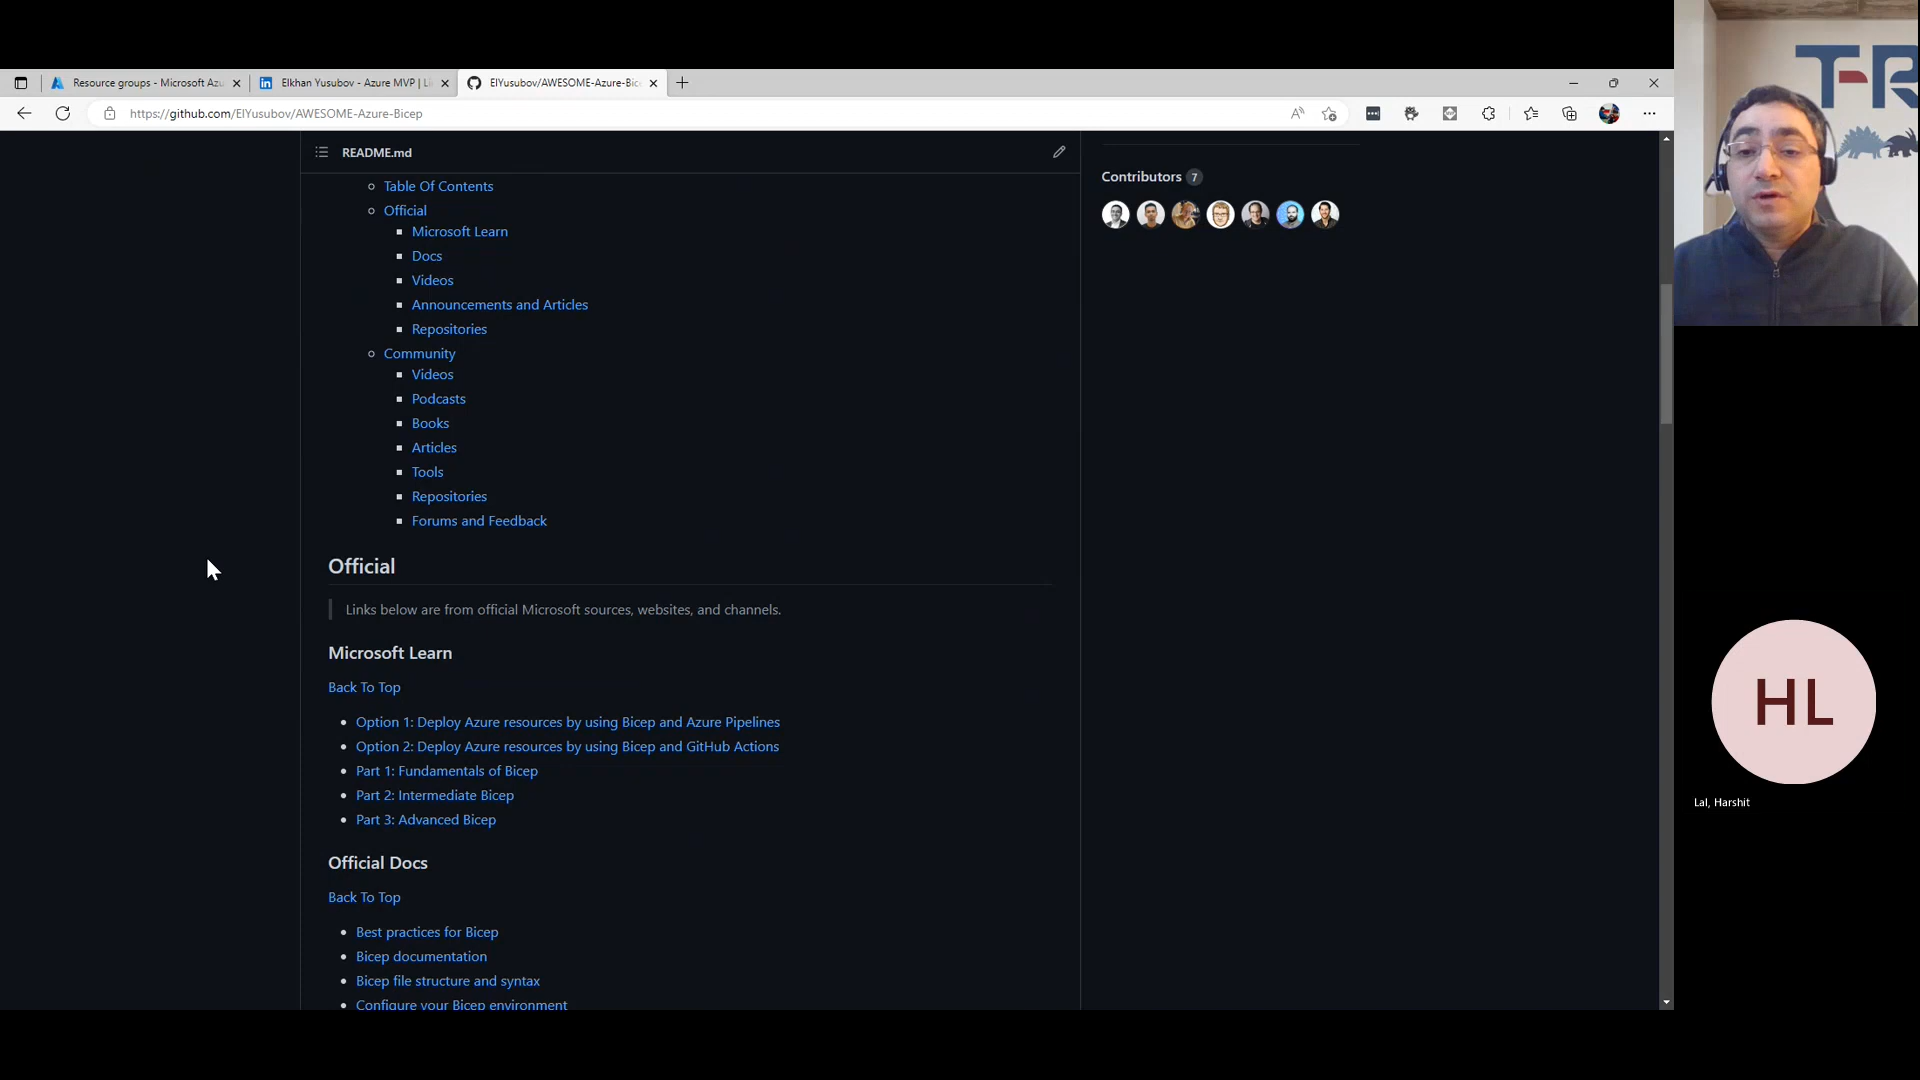 Resource groups - Microsoft Azu
Elkhan Yusubov - Azure MVP | Li
ElYusubov/AWESOME-Azure-Bic
https://github.com/ElYusubov/AWESOME-Azure-Bicep
README.md
Table Of Contents
Official
Microsoft Learn
Docs
Videos
Announcements and Articles
Repositories
Community
Videos
Podcasts
Books
Articles
Tools
Repositories
Forums and Feedback
Official
Links below are from official Microsoft sources, websites, and channels.
Microsoft Learn
Back To Top
Option 1: Deploy Azure resources by using Bicep and Azure Pipelines
Option 2: Deploy Azure resources by using Bicep and GitHub Actions
Part 1: Fundamentals of Bicep
Part 2: Intermediate Bicep
Part 3: Advanced Bicep
Official Docs
Back To Top
Best practices for Bicep
Bicep documentation
Bicep file structure and syntax
Configure your Bicep environment
Contributors 7
T-R
HL
Lal, Harshit